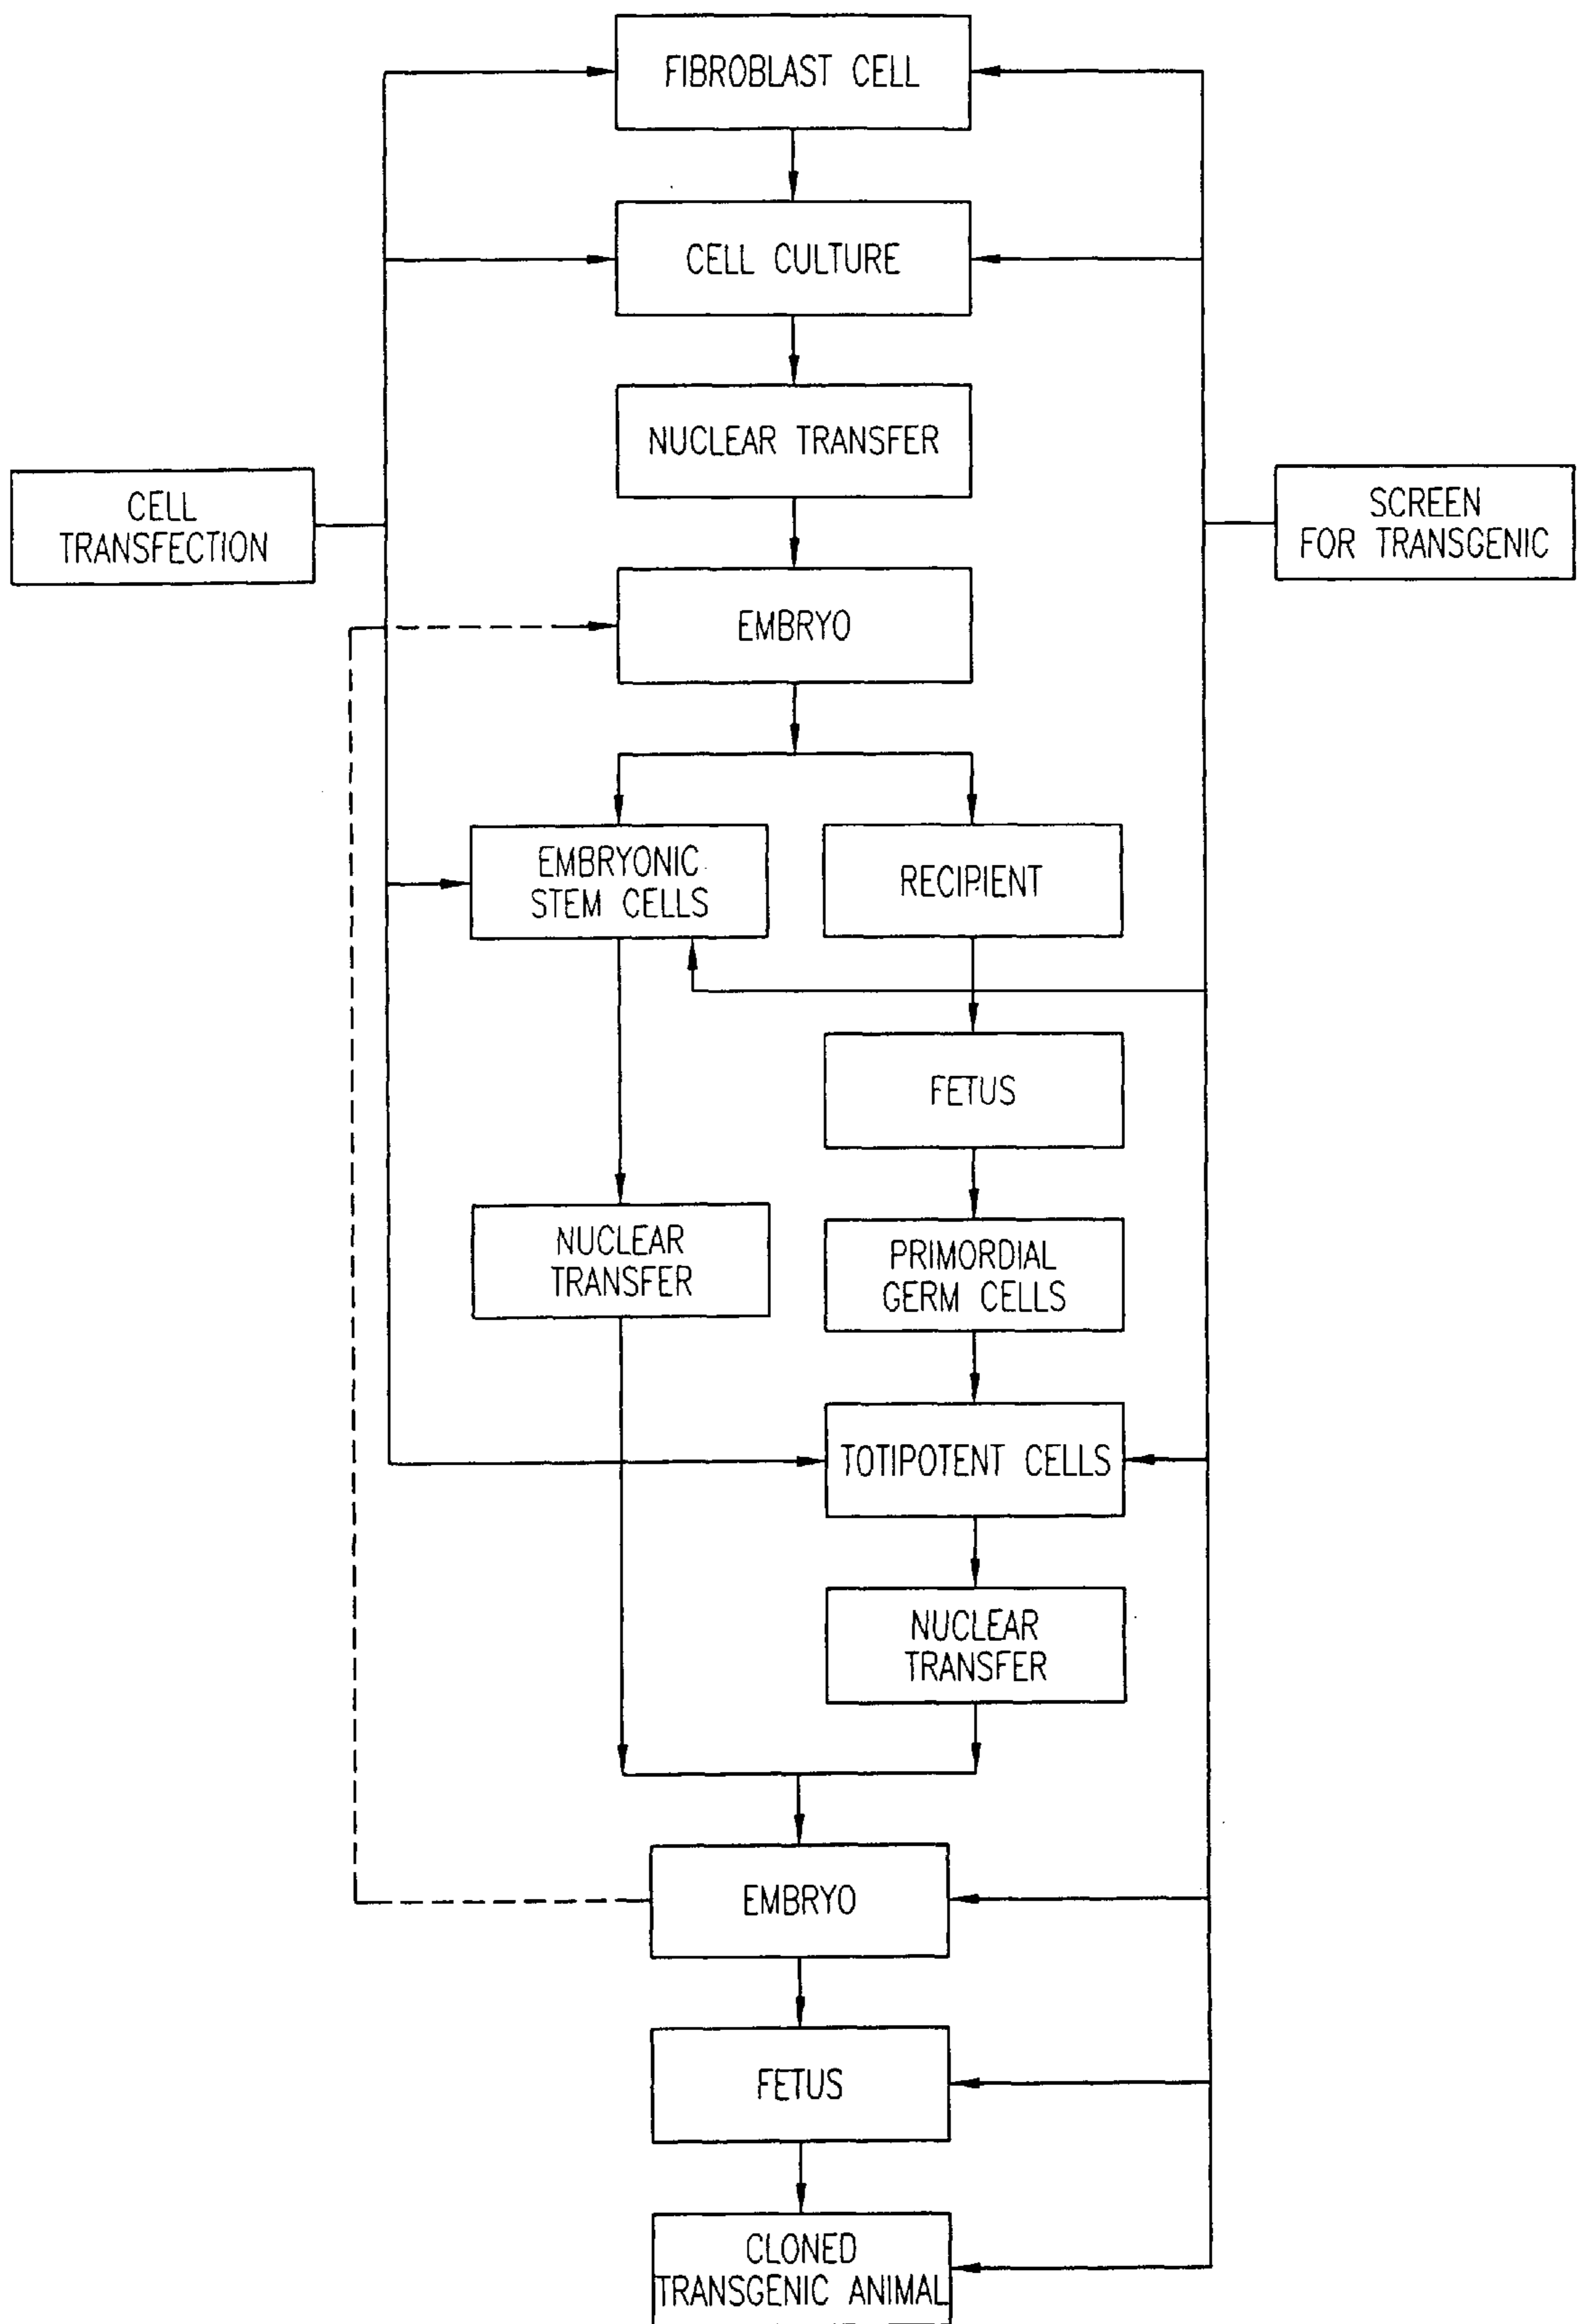 FIBROBLAST CELL
CELL CULTURE
NUCLEAR TRANSFER
CELL
TRANSFECTION
SCREEN
FOR TRANSGENIC
EMBRYO
EMBRYONIC
STEM CELLS
RECIPIENT
FETUS
NUCLEAR
TRANSFER
PRIMORDIAL
GERM CELLS
TOTIPOTENT CELLS
NUCLEAR
TRANSFER
EMBRYO
FETUS
CLONED
TRANSGENIC ANIMAL